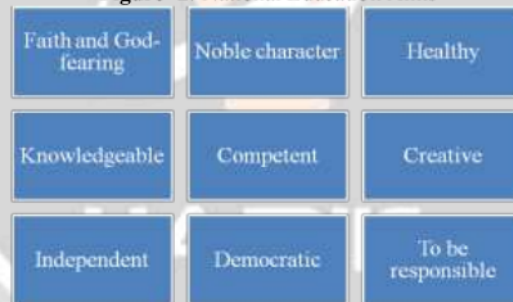 Faith and God-
fearing
Noble character
Healthy
Knowledgeable
Competent
Creative
Independent
Democratic
To be
responsible